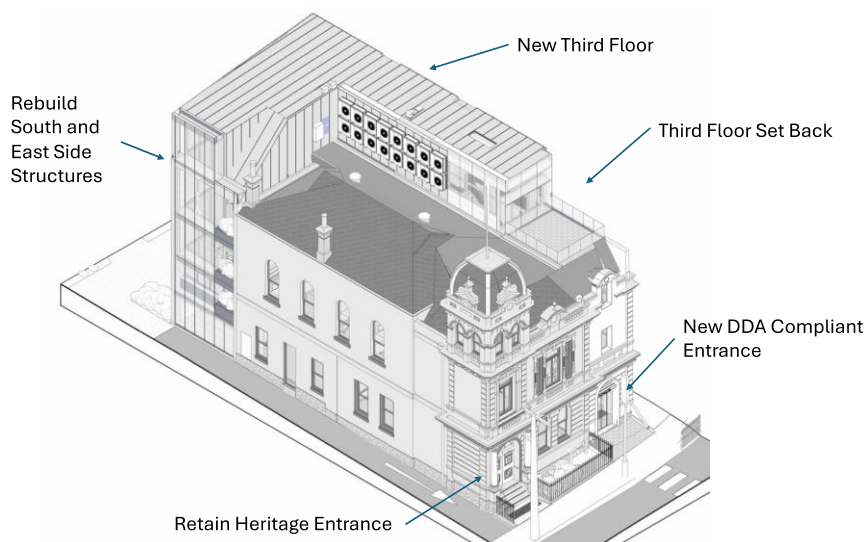 New Third Floor
Rebuild
South and
East Side
Structures
Third Floor Set Back
New DDA Compliant
Entrance
Retain Heritage Entrance